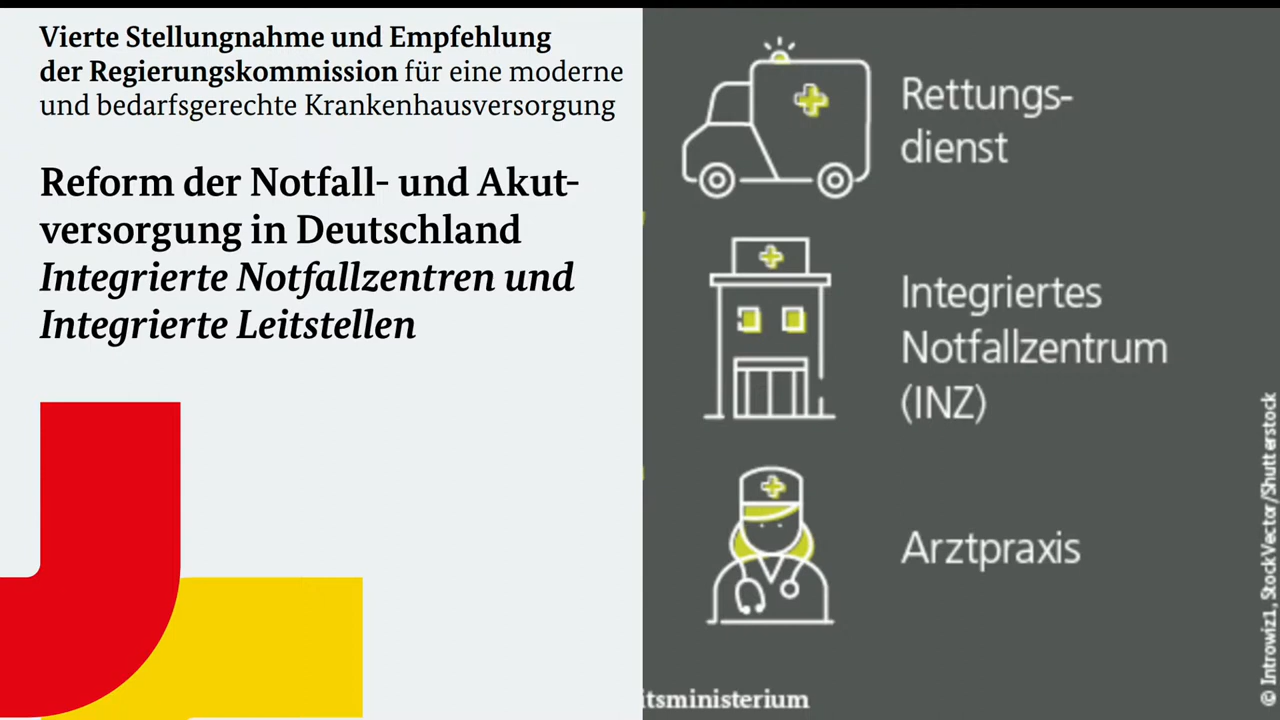 Vierte Stellungnahme und Empfehlung
der Regierungskommission für eine moderne
und bedarfsgerechte Krankenhausversorgung
Reform der Notfall- und Akut-
versorgung in Deutschland
Integrierte Notfallzentren und
Integrierte Leitstellen
Rettungs-
dienst
Integriertes
Notfallzentrum
(INZ)
Arztpraxis
itsministerium
© Introwiz1, StockVector/Shutterstock